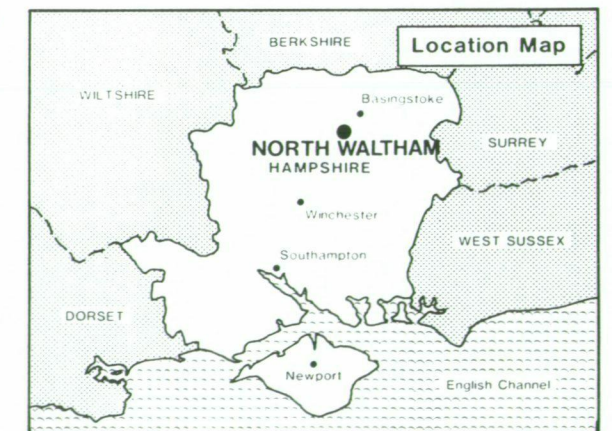 BERKSHIRE
Location Map
WILTSHIRE
Basingstoke
NORTH WALTHAM
SURREY
HAMPSHIRE
Winchester
WEST SUSSEX
Southampton
DORSET
Newport
English Channel